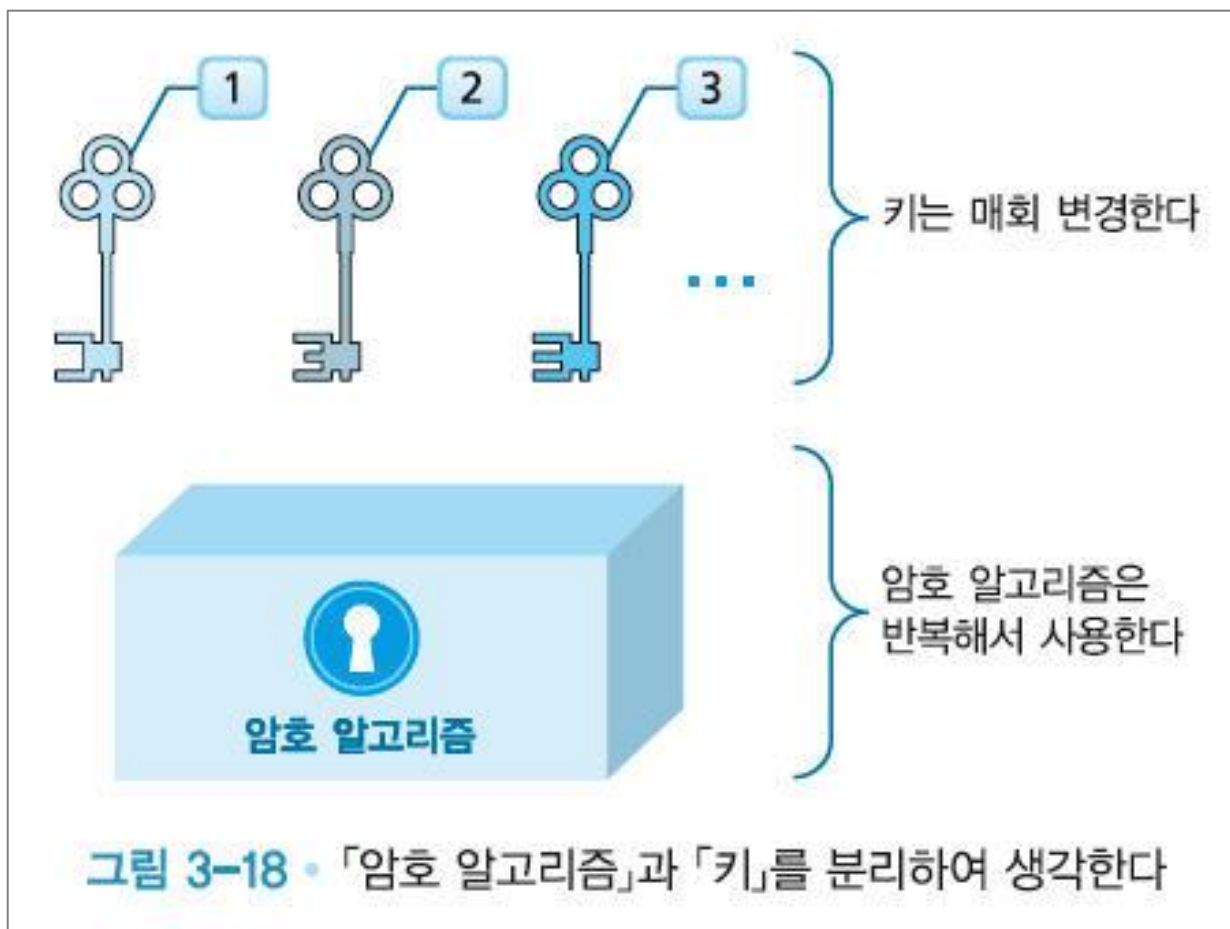 1
2
3
키는 매회 변경한다
암호 알고리즘은
반복해서 사용한다
암호 알고리즘
그림 3-18 • 「암호 알고리즘」과 「키」를 분리하여 생각한다